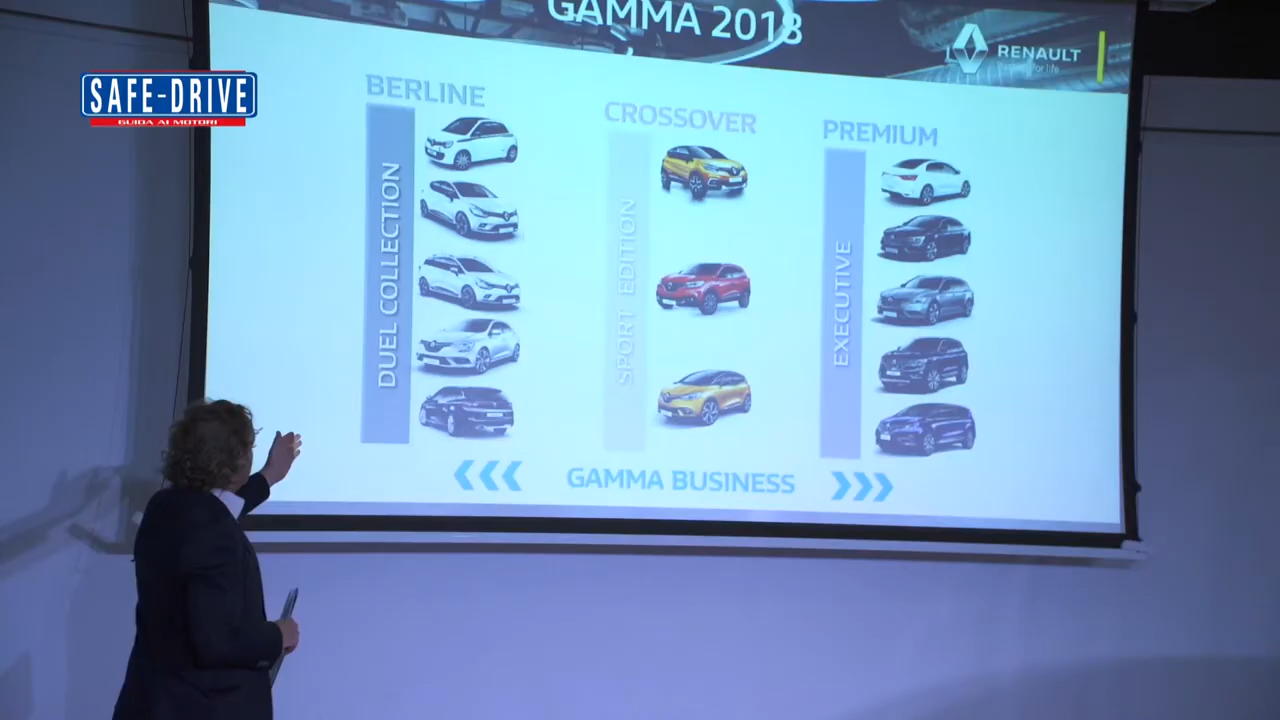 GAMMA 2018
RENAULT
SAFE-DRIVE
GUIDA AI MOTORI
BERLINE
CROSSOVER
PREMIUM
DUEL COLLECTION
SPORT EDITION
EXECUTIVE
GAMMA BUSINESS